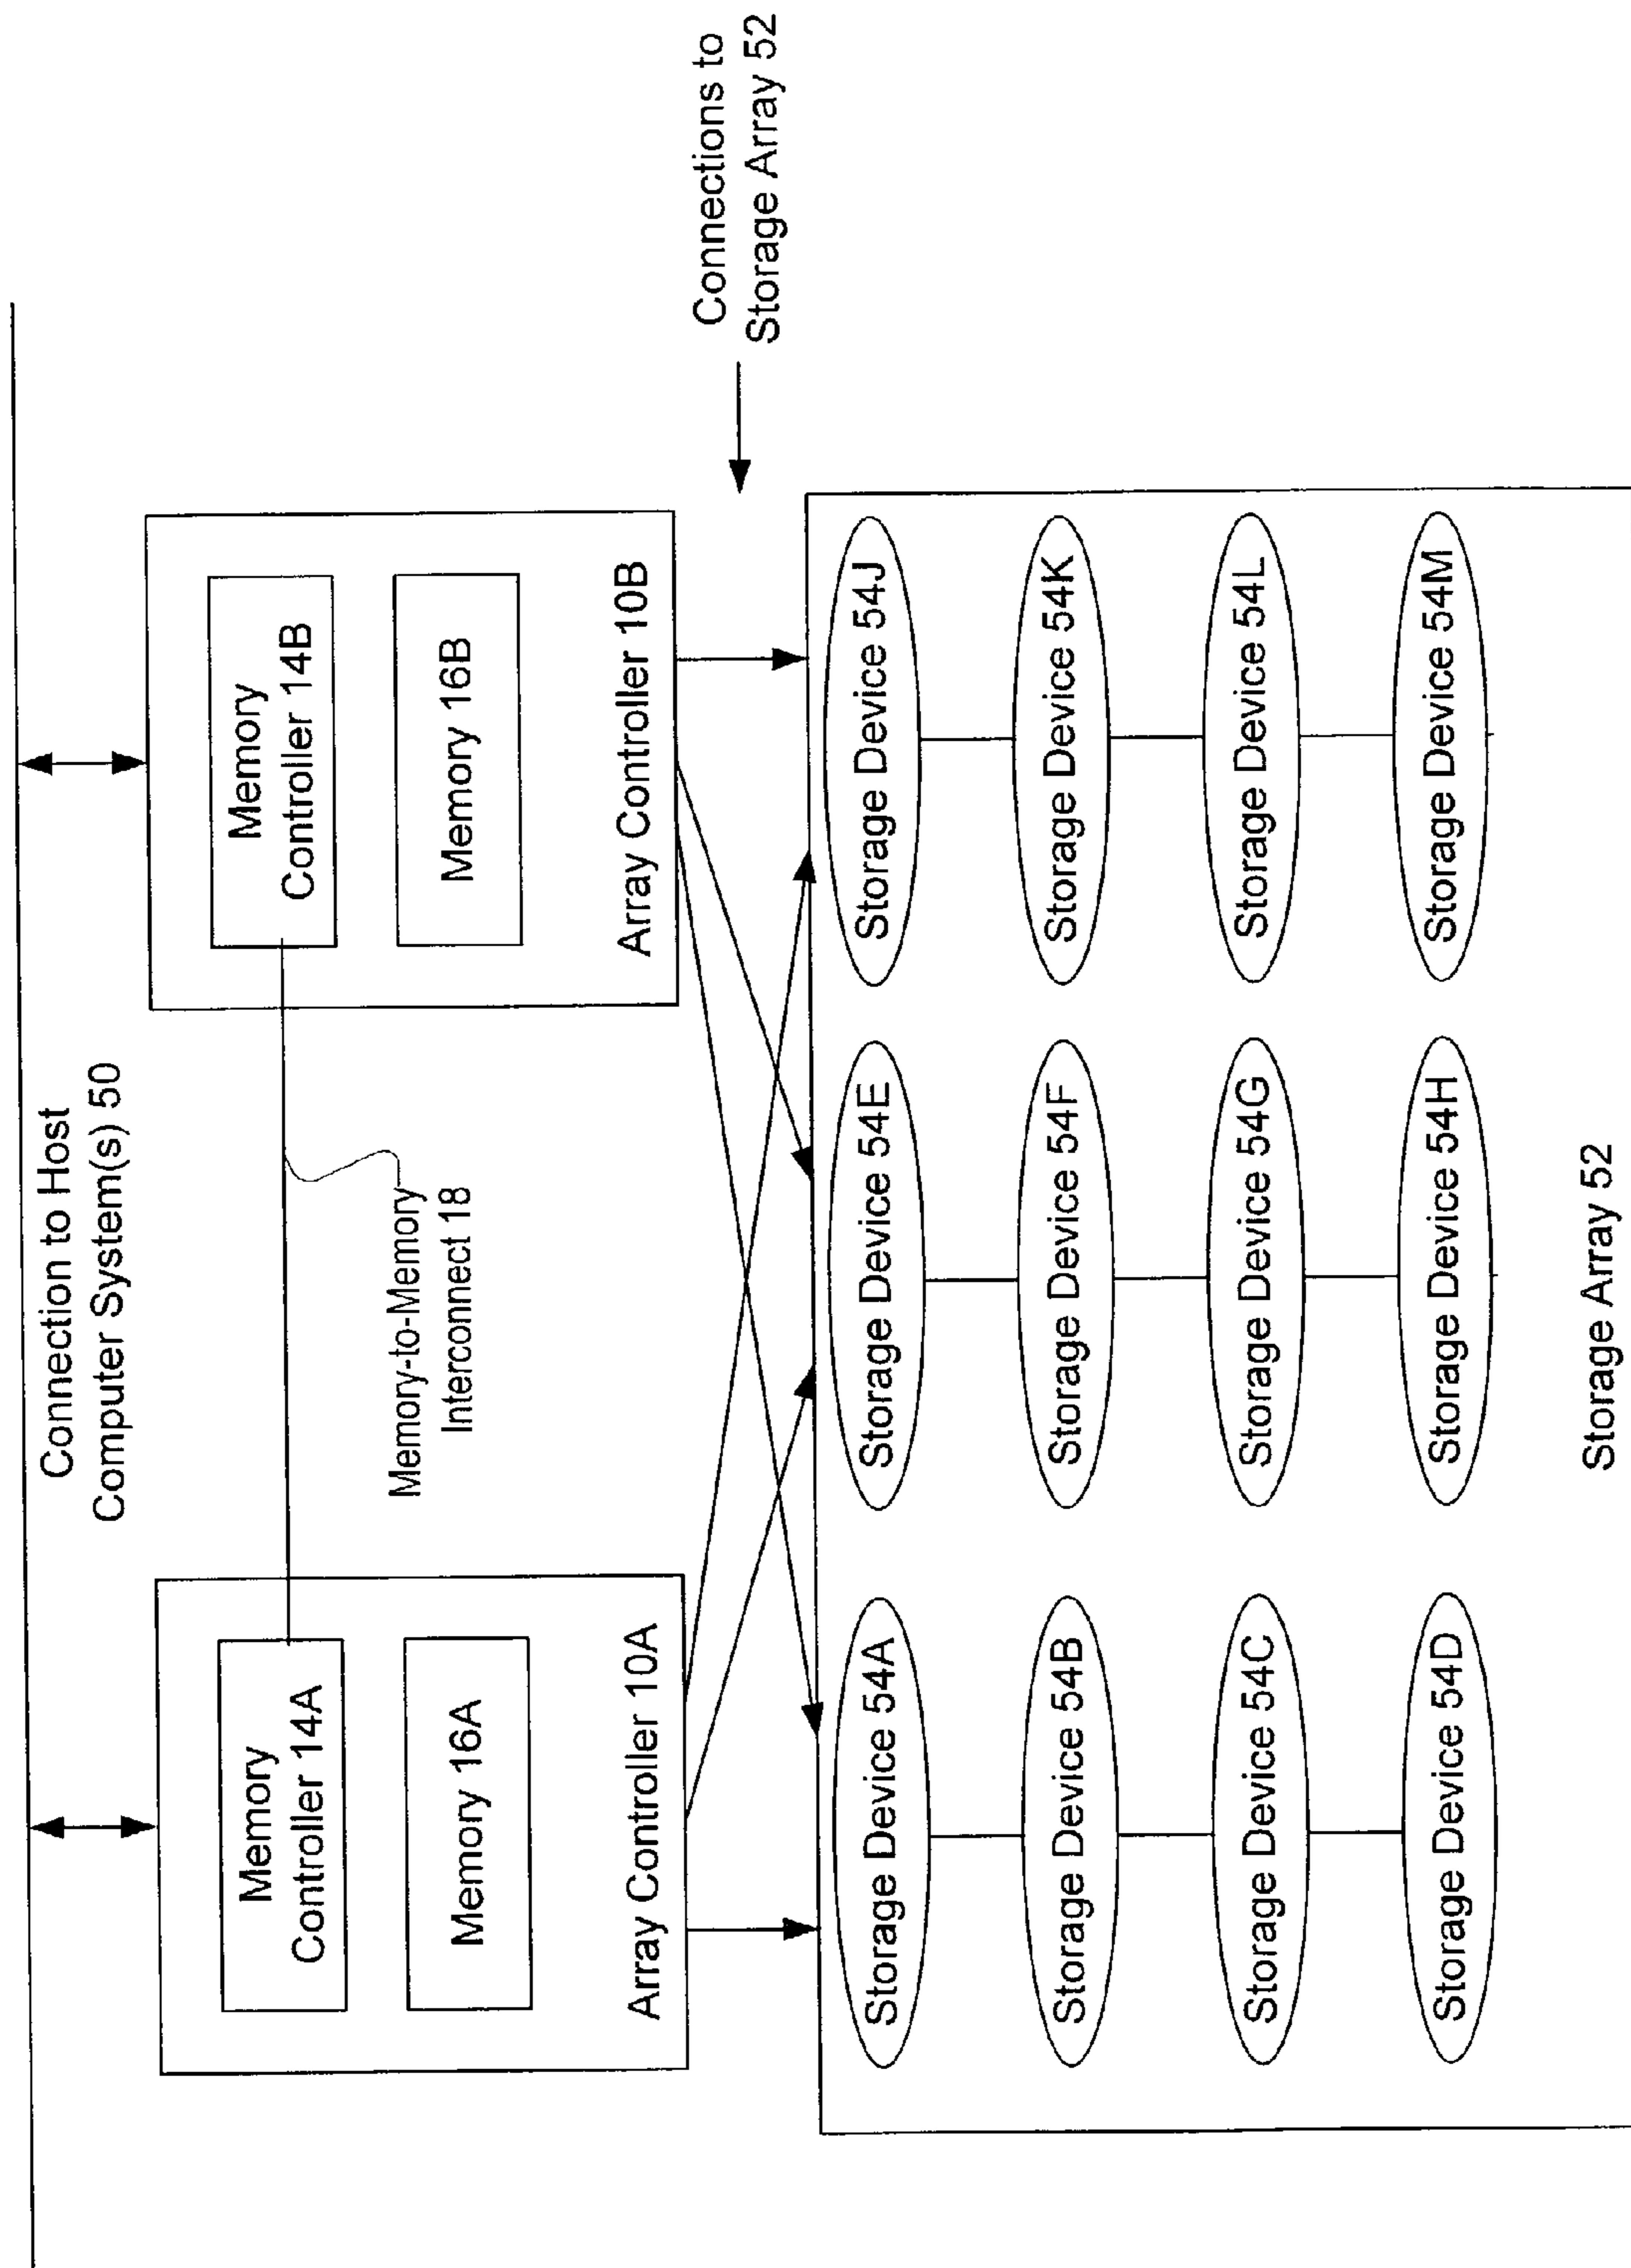 Connection to Host
Computer System(s) 50
Memory
Controller 14A
Memory 16A
Array Controller 10A
Memory-to-Memory
Interconnect 18
Memory
Controller 14B
Memory 16B
Array Controller 10B
Connections to
Storage Array 52
Storage Device 54A
Storage Device 54B
Storage Device 54C
Storage Device 54D
Storage Device 54E
Storage Device 54F
Storage Device 54G
Storage Device 54H
Storage Device 54J
Storage Device 54K
Storage Device 54L
Storage Device 54M
Storage Array 52